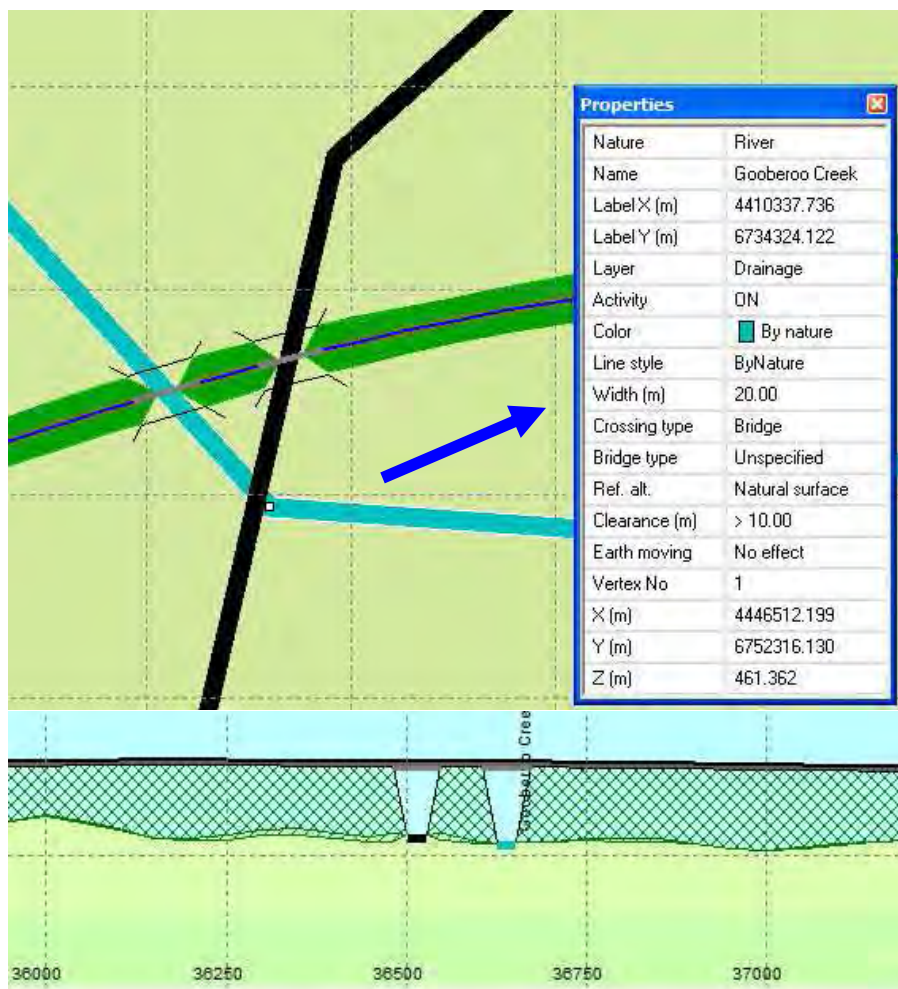 Properties
Nature River
Name Gooberoo Creek
Label X (m) 4410337.736
Label Y (m) 6734324.122
Layer Drainage
Activity ON
Color By nature
Line style ByNature
Width (m) 20.00
Crossing type Bridge
Bridge type Unspecified
Ref. alt. Natural surface
Clearance (m) > 10.00
Earth moving No effect
Vertex No 1
X (m) 4446512.199
Y (m) 6752316.130
Z (m) 461.362
Gooberoo Cree
36000 36250 36500 36750 37000